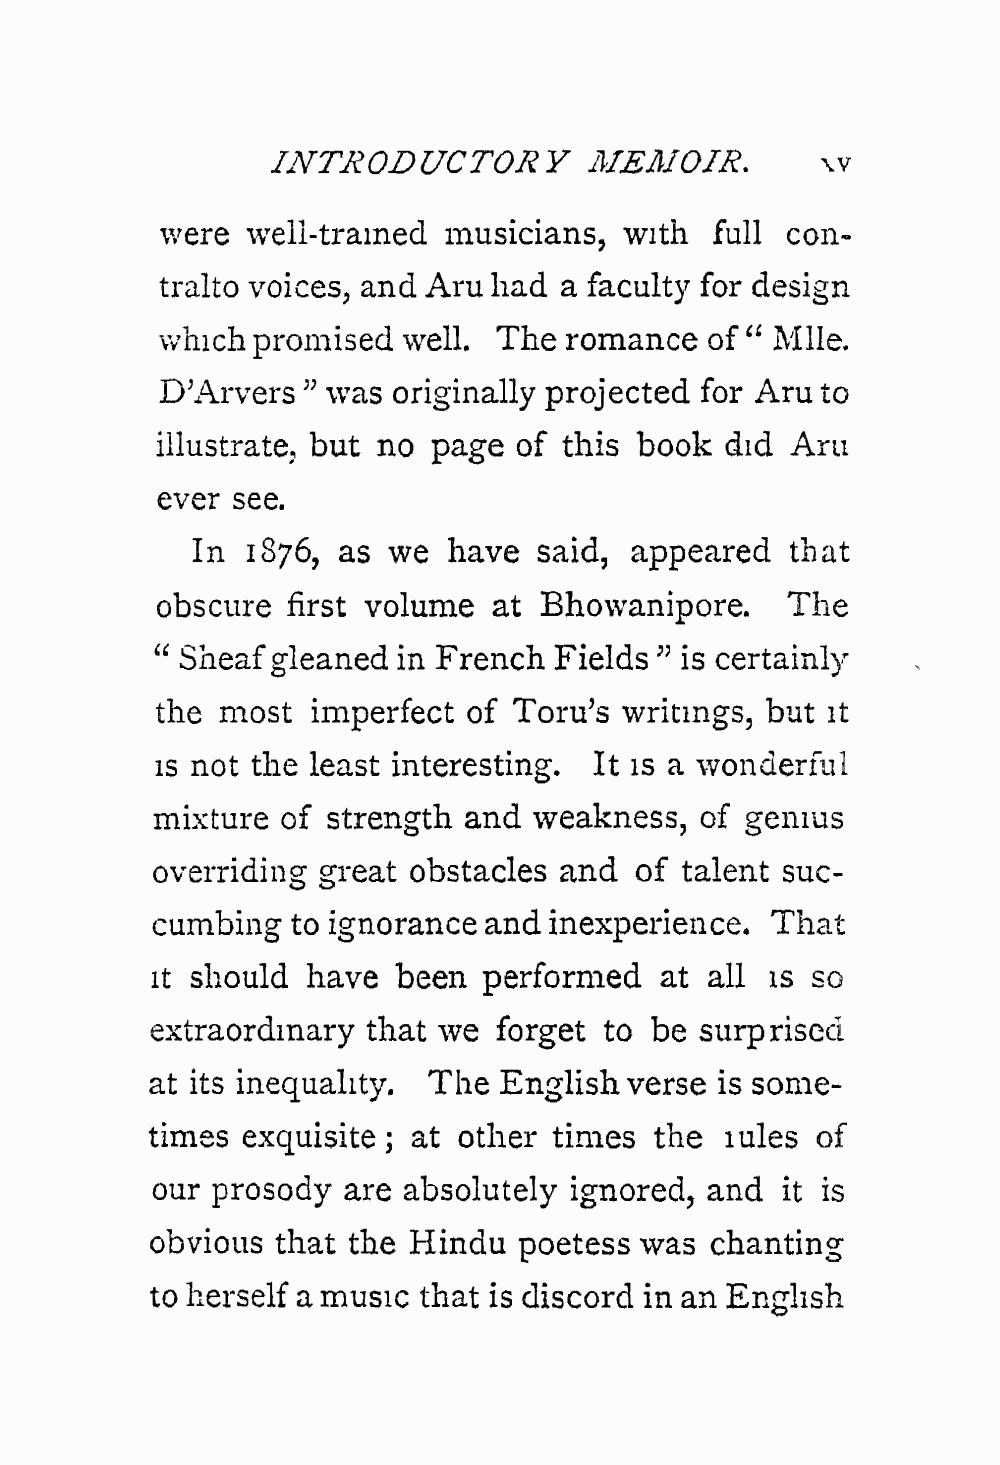 INTRODUCTORY MEMOIR. xv
were well-trained musicians, with full con-
tralto voices, and Aru had a faculty for design
which promised well. The romance of “ Mlle.
D’Arvers ” was originally projected for Aru to
illustrate, but no page of this book did Aru
ever see.
In 1876, as we have said, appeared that
obscure first volume at Bhowanipore. The
“ Sheaf gleaned in French Fields ” is certainly
the most imperfect of Toru’s writings, but it
is not the least interesting. It is a wonderful
mixture of strength and weakness, of genius
overriding great obstacles and of talent suc-
cumbing to ignorance and inexperience. That
it should have been performed at all is so
extraordinary that we forget to be surprised
at its inequality. The English verse is some-
times exquisite ; at other times the rules of
our prosody are absolutely ignored, and it is
obvious that the Hindu poetess was chanting
to herself a music that is discord in an English